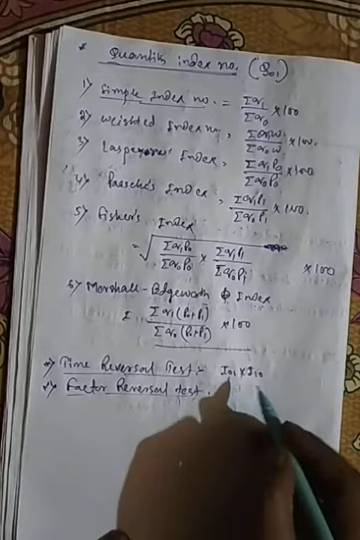 * Quantity index no. (Q₀₁)
1) Simple Index no. = Σq₁/Σq₀ × 100
2) Weighted Index no, = Σq₁w/Σq₀w × 100.
3) Index, = Σq₁P₀/Σq₀P₀ × 100
4) Paasche's Index, = Σq₁P₁/Σq₀P₁ × 100.
5) Fisher's Index
= √ Σq₁P₀/Σq₀P₀ × Σq₁P₁/Σq₀P₁ × 100
6) Marshall-Edgeworth Index
Σq₁(P₀+P₁)/Σq₀(P₀+P₁) × 100
Time Reversal Test:- I₀₁ × I₁₀
Factor Reversal test.